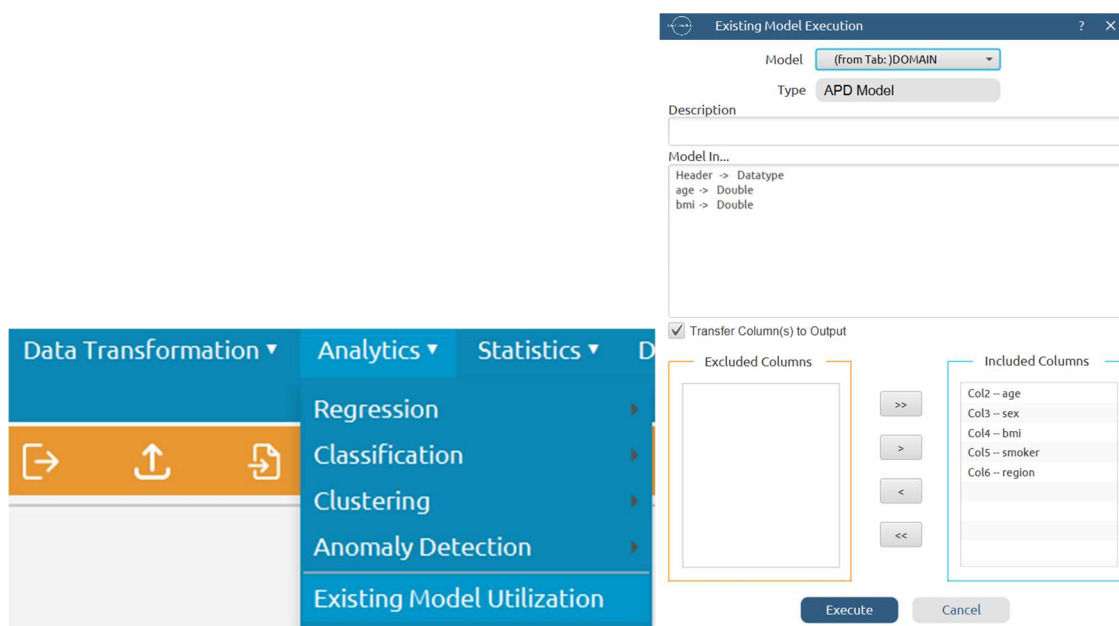 Data Transformation ▼ Analytics ▼ Statistics ▼ D
Regression
Classification
Clustering
Anomaly Detection
Existing Model Utilization
Existing Model Execution ? ✕
Model (from Tab: )DOMAIN
Type APD Model
Description
Model In...
Header -> Datatype
age -> Double
bmi -> Double
Transfer Column(s) to Output
Excluded Columns
>>
>
<
<<
Included Columns
Col2 -- age
Col3 -- sex
Col4 -- bmi
Col5 -- smoker
Col6 -- region
Execute Cancel